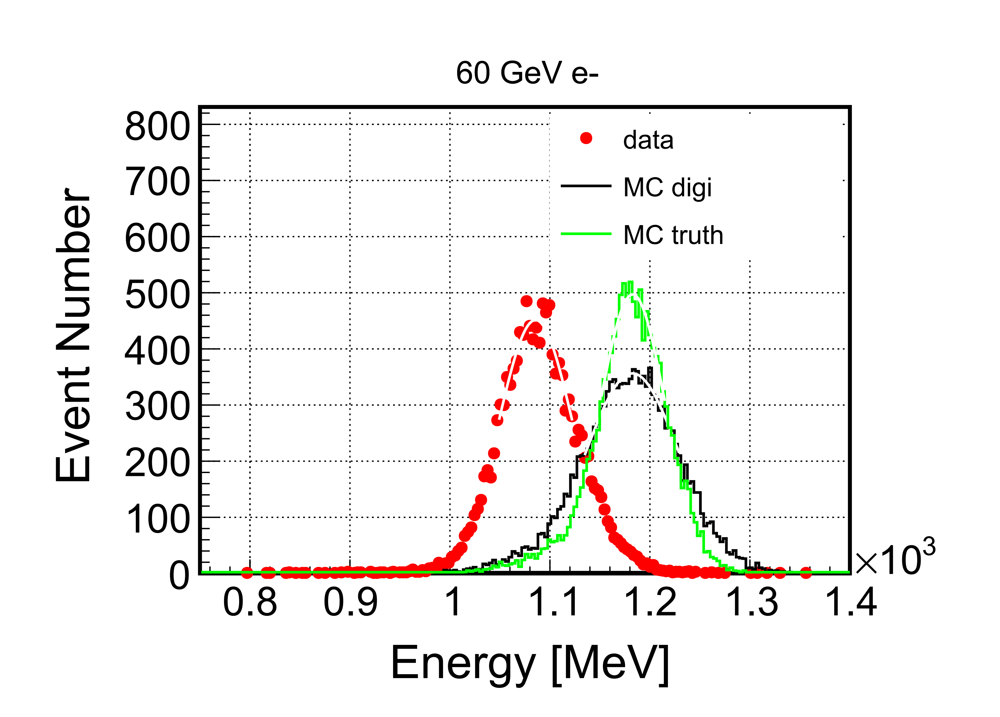 60 GeV e-
800
700
600
500
400
300
200
100
0
Event Number
data
MC digi
MC truth
0.8 0.9 1 1.1 1.2 1.3 1.4
×10³
Energy [MeV]